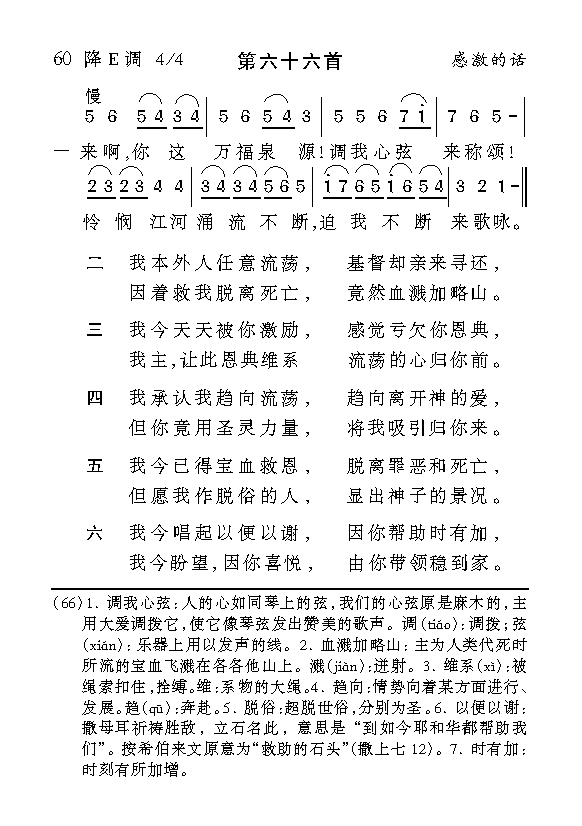 60 降E调 4/4 第六十六首 感激的话
慢
5 6 5 4 3 4 | 5 6 5 4 3 | 5 5 6 7 i | 7 6 5 - |
一 来啊,你 这 万福泉 源!调我心弦 来称颂!
2 3 2 3 4 4 | 3 4 3 4 5 6 5 | i 7 6 5 i 6 5 4 | 3 2 1 - ‖
怜 悯 江河涌 流 不 断,迫 我 不 断 来歌咏。
二 我本外人任意流荡, 基督却亲来寻还,
因着救我脱离死亡, 竟然血溅加略山。
三 我今天天被你激励, 感觉亏欠你恩典,
我主,让此恩典维系 流荡的心归你前。
四 我承认我趋向流荡, 趋向离开神的爱,
但你竟用圣灵力量, 将我吸引归你来。
五 我今已得宝血救恩, 脱离罪恶和死亡,
但愿我作脱俗的人, 显出神子的景况。
六 我今唱起以便以谢, 因你帮助时有加,
我今盼望,因你喜悦, 由你带领稳到家。
(66)1. 调我心弦:人的心如同琴上的弦,我们的心弦原是麻木的,主
用大爱调拨它,使它像琴弦发出赞美的歌声。调(tiáo):调拨;弦
(xián):乐器上用以发声的线。2. 血溅加略山:主为人类代死时
所流的宝血飞溅在各各他山上。溅(jiàn):迸射。3. 维系(xì):被
绳索扣住,拴缚。维:系物的大绳。4. 趋向:情势向着某方面进行、
发展。趋(qū):奔赴。5. 脱俗:超脱世俗,分别为圣。6. 以便以谢:
撒母耳祈祷胜敌,立石名此,意思是“到如今耶和华都帮助我
们”。按希伯来文原意为“救助的石头”(撒上七 12)。7. 时有加:
时刻有所加增。